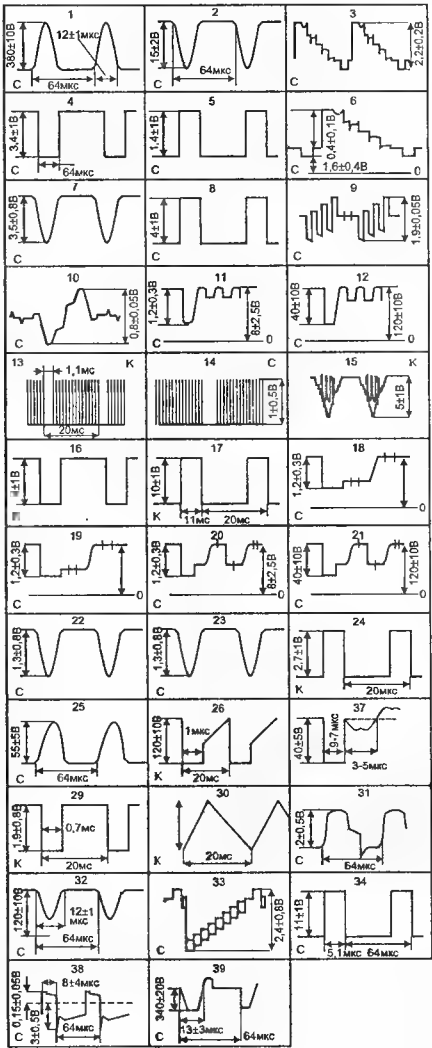 1
380±10В
12±1мкс
64мкс
С
2
15±2В
64мкс
С
3
2,2±0,2В
С
4
3,4±1В
64мкс
С
5
1,4±1В
С
6
0,4±0,1В
1,6±0,4В
0
С
7
3,5±0,8В
С
8
4±1В
С
9
1,9±0,05В
С
10
0,8±0,05В
С
11
1,2±0,3В
8±2,5В
0
С
12
40±10В
120±10В
0
С
13
К
1,1мс
20мс
14
С
1±0,5В
15
К
5±1В
16
±1В
17
10±1В
К
11мс
20мс
18
1,2±0,3В
0
С
19
1,2±0,3В
0
С
20
1,2±0,3В
8±2,5В
0
С
21
40±10В
120±10В
0
С
22
1,3±0,8В
С
23
1,3±0,8В
С
24
2,7±1В
К
20мкс
25
55±5В
64мкс
С
26
120±10В
1мкс
20мс
К
37
40±5В
9-7мкс
3-5мкс
29
1,9±0,8В
0,7мс
20мс
К
30
К
20мс
31
2±0,5В
64мкс
С
32
120±10В
12±1
мкс
64мкс
С
33
2,4±0,8В
С
34
11±1В
5,1мкс
64мкс
С
38
0,15±0,05В
8±4мкс
3±0,5В
64мкс
С
39
340±20В
13±3мкс
64мкс
С